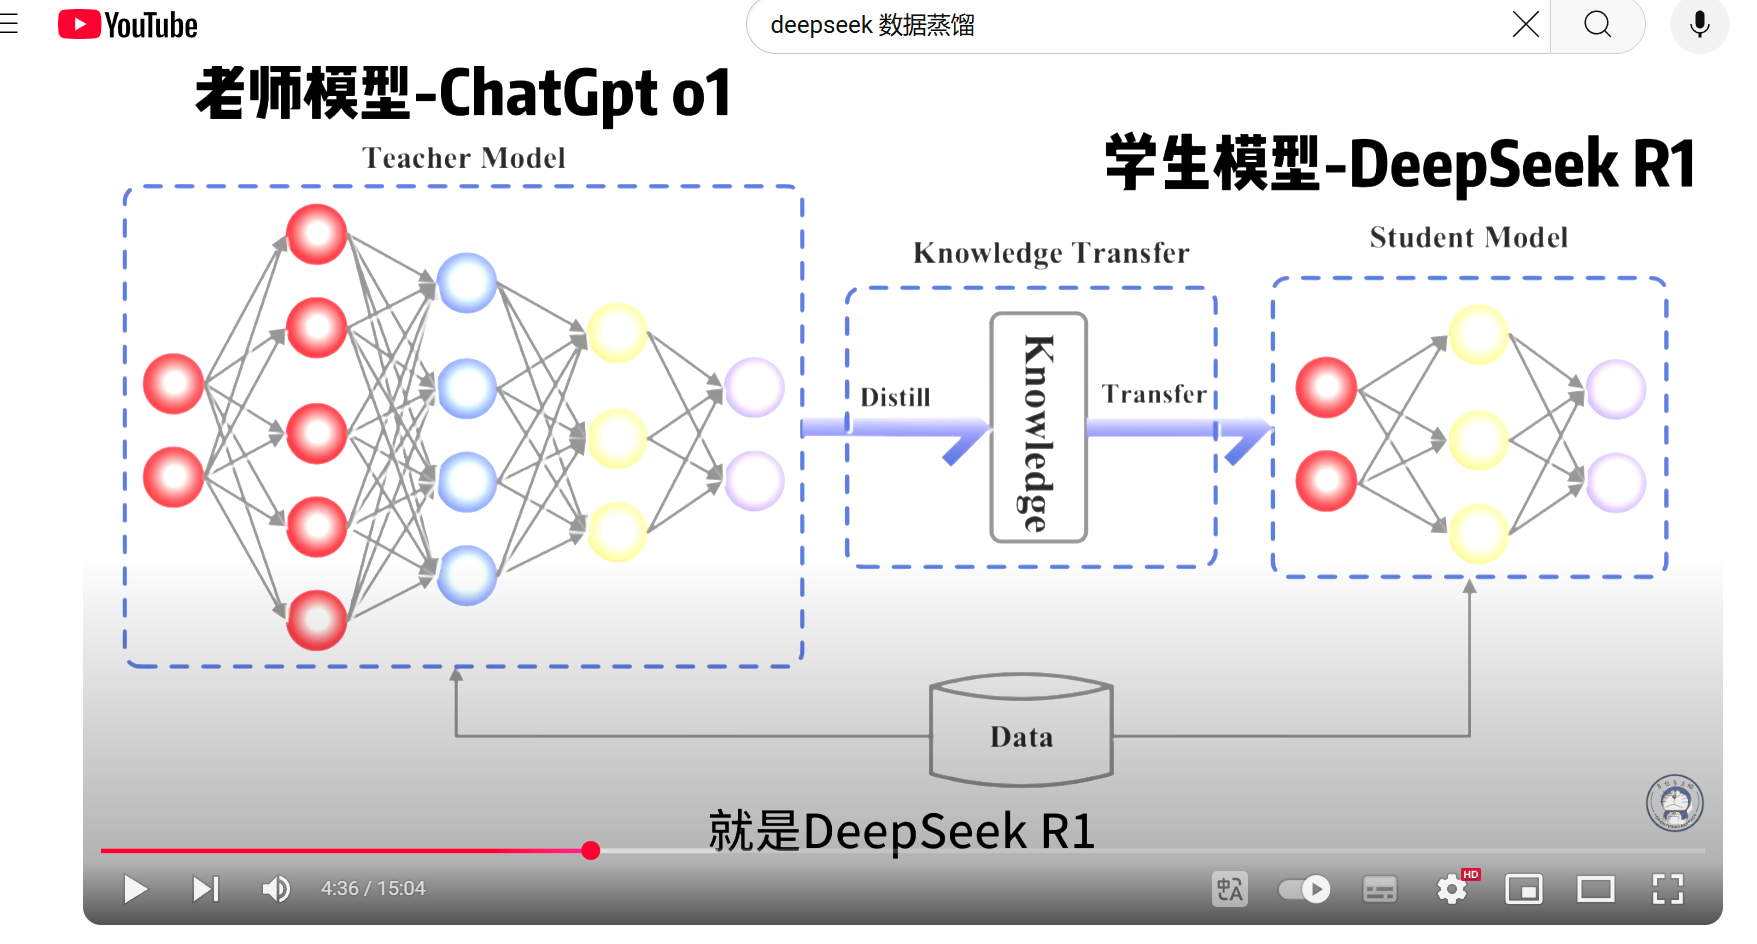 YouTube
deepseek 数据蒸馏
老师模型-ChatGpt o1
Teacher Model
学生模型-DeepSeek R1
Student Model
Knowledge Transfer
Distill
Knowledge
Transfer
Data
就是DeepSeek R1
4:36 / 15:04
HD